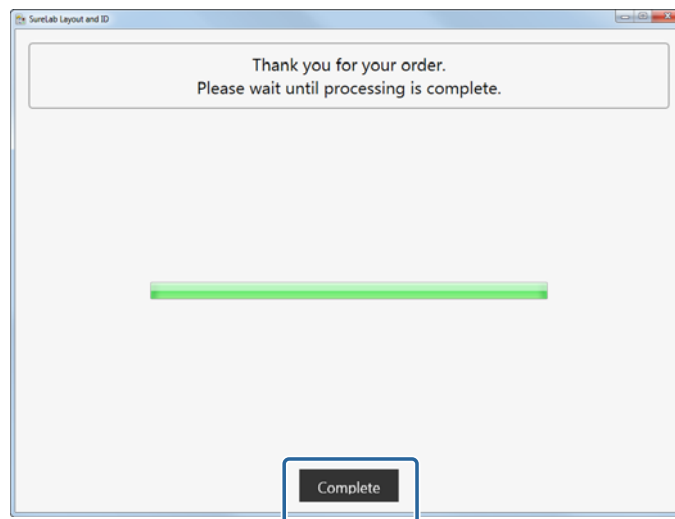 SureLab Layout and ID
Thank you for your order.
Please wait until processing is complete.
Complete